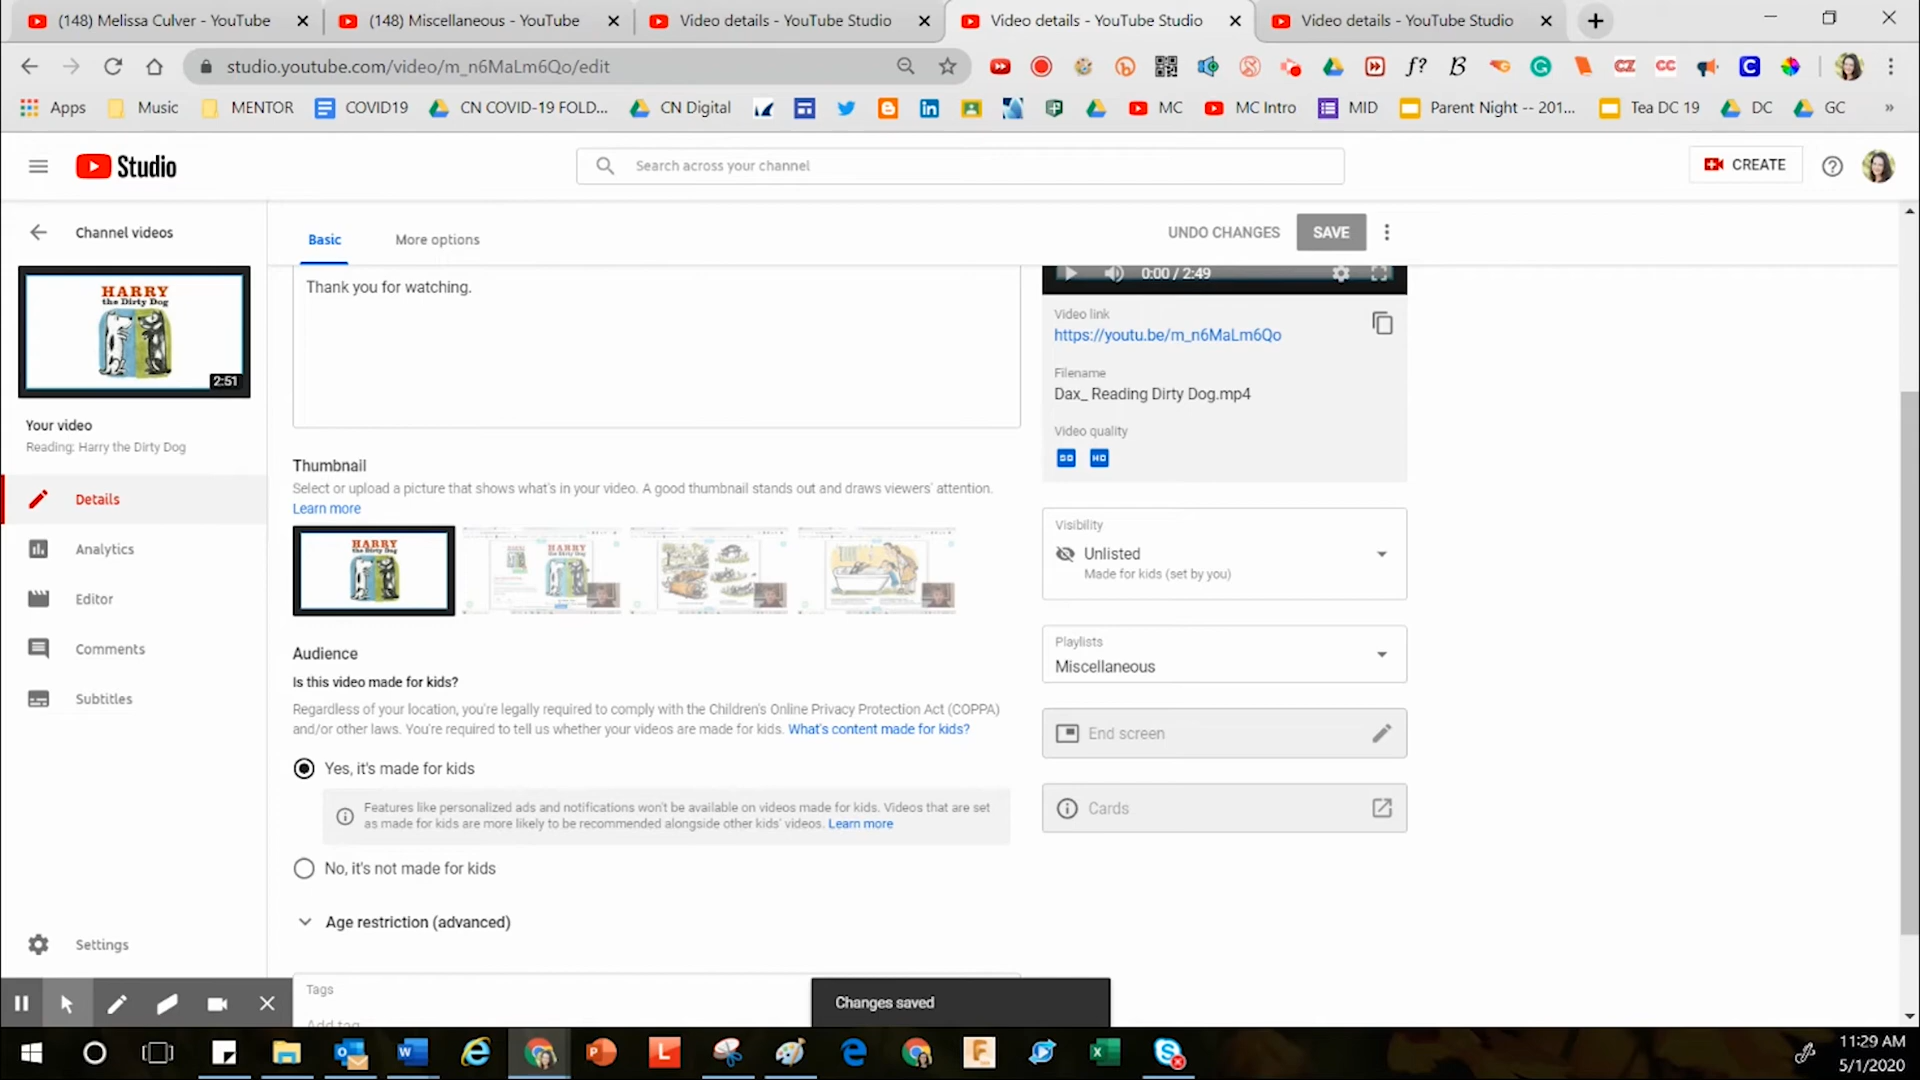 (148) Melissa Culver - YouTube
(148) Miscellaneous - YouTube
Video details - YouTube Studio
Video details - YouTube Studio
Video details - YouTube Studio
studio.youtube.com/video/m_n6MaLm6Qo/edit
Apps
Music
MENTOR
COVID19
CN COVID-19 FOLD...
CN Digital
MC
MC Intro
MID
Parent Night -- 201...
Tea DC 19
DC
GC
Studio
Search across your channel
CREATE
Channel videos
Basic
More options
UNDO CHANGES
SAVE
HARRY
the Dirty Dog
2:51
Your video
Reading: Harry the Dirty Dog
Details
Analytics
Editor
Comments
Subtitles
Settings
Thank you for watching.
Thumbnail
Select or upload a picture that shows what's in your video. A good thumbnail stands out and draws viewers' attention.
Learn more
HARRY
the Dirty Dog
HARRY
the Dirty Dog
Audience
Is this video made for kids?
Regardless of your location, you're legally required to comply with the Children's Online Privacy Protection Act (COPPA)
and/or other laws. You're required to tell us whether your videos are made for kids. What's content made for kids?
Yes, it's made for kids
Features like personalized ads and notifications won't be available on videos made for kids. Videos that are set
as made for kids are more likely to be recommended alongside other kids' videos. Learn more
No, it's not made for kids
Age restriction (advanced)
Tags
Add tag
0:00 / 2:49
Video link
https://youtu.be/m_n6MaLm6Qo
Filename
Dax_ Reading Dirty Dog.mp4
Video quality
SD HD
Visibility
Unlisted
Made for kids (set by you)
Playlists
Miscellaneous
End screen
Cards
Changes saved
11:29 AM
5/1/2020